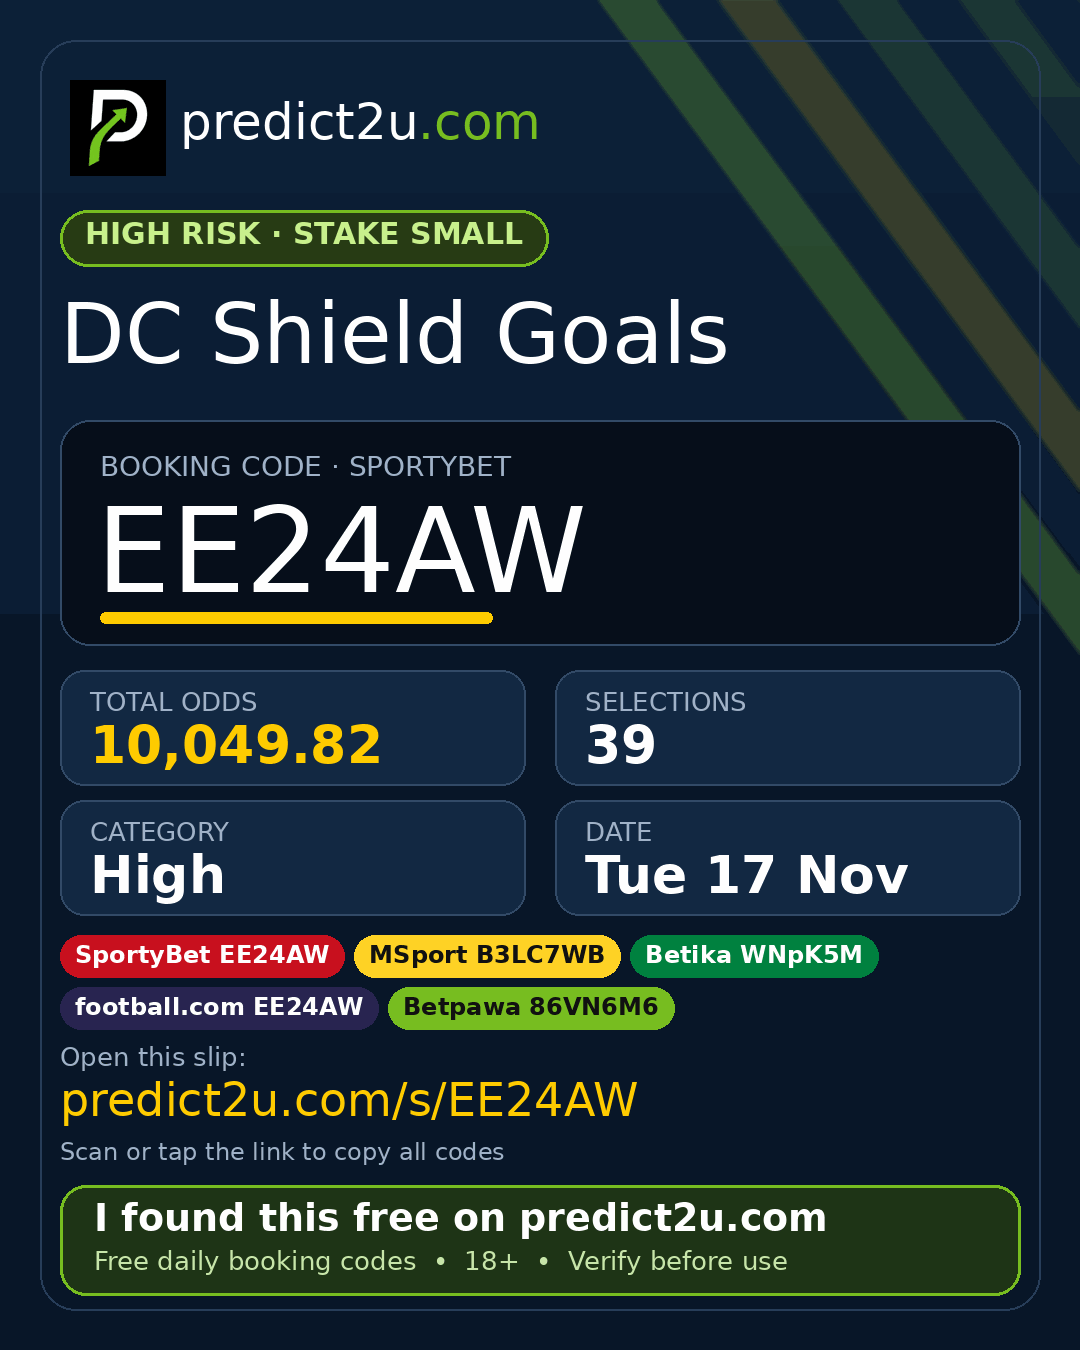 predict2u.com
HIGH RISK · STAKE SMALL
DC Shield Goals
BOOKING CODE · SPORTYBET
EE24AW
TOTAL ODDS
10,049.82
SELECTIONS
39
CATEGORY
High
DATE
Tue 17 Nov
SportyBet EE24AW
MSport B3LC7WB
Betika WNpK5M
football.com EE24AW
Betpawa 86VN6M6
Open this slip:
predict2u.com/s/EE24AW
Scan or tap the link to copy all codes
I found this free on predict2u.com
Free daily booking codes • 18+ • Verify before use